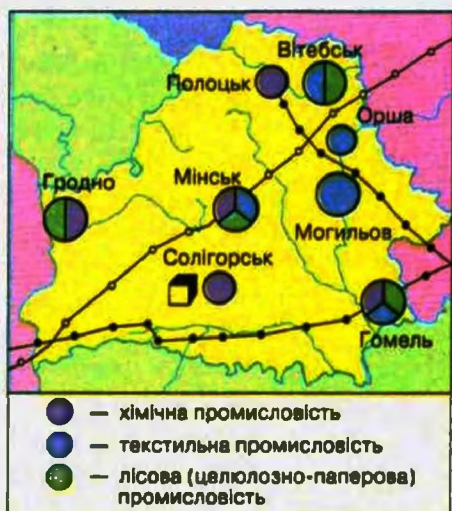 Вітебськ
Полоцьк
Орша
Гродно
Мінськ
Могильов
Солігорськ
Гомель
— хімічна промисловість
— текстильна промисловість
— лісова (целюлозно-паперова)
промисловість